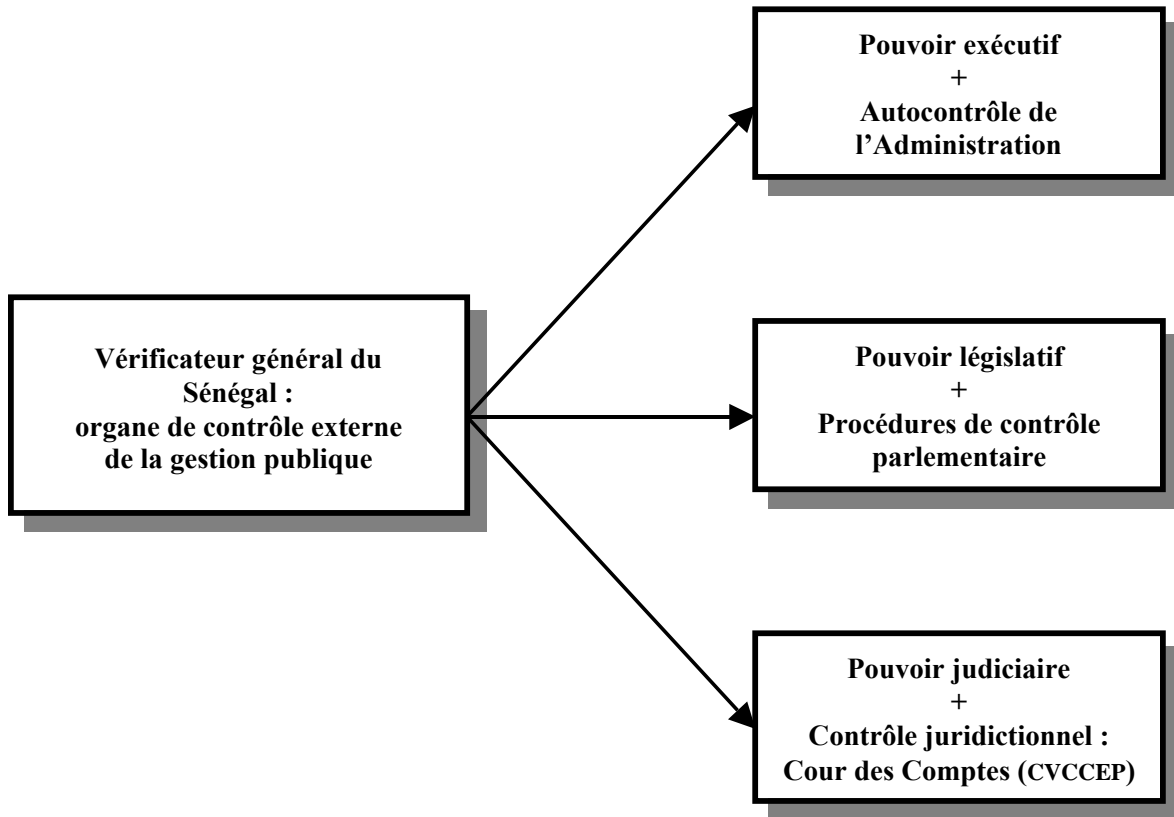 Pouvoir exécutif
+
Autocontrôle de
l’Administration
Vérificateur général du
Sénégal :
organe de contrôle externe
de la gestion publique
Pouvoir législatif
+
Procédures de contrôle
parlementaire
Pouvoir judiciaire
+
Contrôle juridictionnel :
Cour des Comptes (CVCCEP)